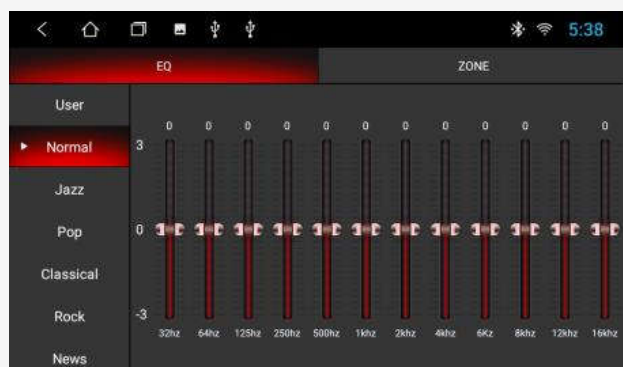 5:38
EQ ZONE
User
Normal
Jazz
Pop
Classical
Rock
News
0 0 0 0 0 0 0 0 0 0 0 0
3
0
-3
32hz 64hz 125hz 250hz 500hz 1khz 2khz 4khz 6Kz 8khz 12khz 16khz